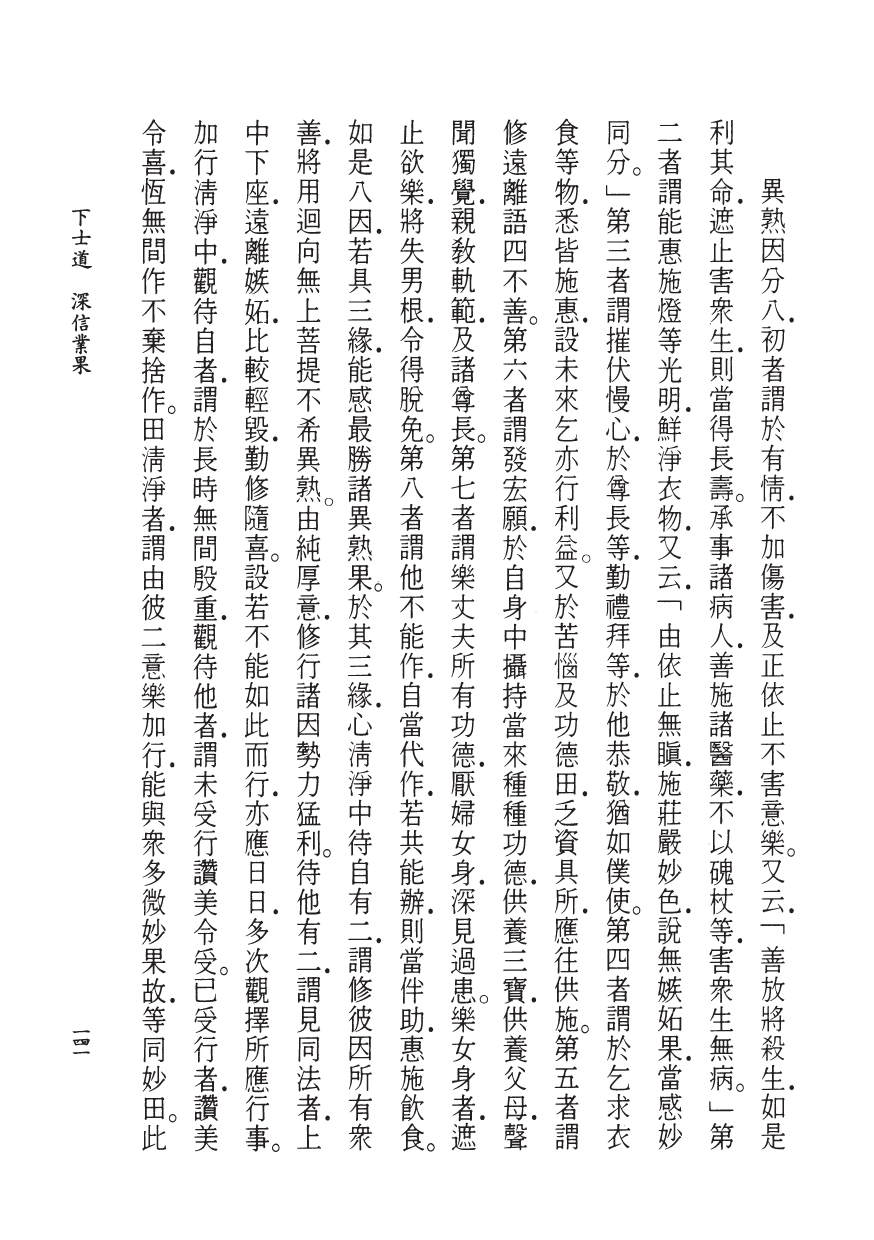 異熟因分八．初者謂於有情．不加傷害．及正依止不害意樂。又云．「善放將殺生．如是
利其命．遮止害衆生．則當得長壽。承事諸病人．善施諸醫藥．不以磈杖等．害衆生無病。」第
二者謂能惠施燈等光明．鮮淨衣物．又云．「由依止無瞋．施莊嚴妙色．說無嫉妬果．當感妙
同分。」第三者謂摧伏慢心．於尊長等．勤禮拜等．於他恭敬．猶如僕使。第四者謂於乞求衣
食等物．悉皆施惠．設未來乞亦行利益。又於苦惱及功德田．乏資具所．應往供施。第五者謂
修遠離語四不善。第六者謂發宏願．於自身中攝持當來種種功德．供養三寶．供養父母．聲
聞獨覺．親教軌範．及諸尊長。第七者謂樂丈夫所有功德．厭婦女身．深見過患。樂女身者．遮
止欲樂．將失男根．令得脫免。第八者謂他不能作．自當代作．若共能辦．則當伴助．惠施飲食。
如是八因．若具三緣．能感最勝諸異熟果。於其三緣．心淸淨中待自有二．謂修彼因所有衆
善．將用迴向無上菩提不希異熟。由純厚意．修行諸因勢力猛利。待他有二．謂見同法者．上
中下座．遠離嫉妬．比較輕毀．勤修隨喜。設若不能如此而行．亦應日日．多次觀擇所應行事。
加行淸淨中．觀待自者．謂於長時無間殷重．觀待他者．謂未受行讚美令受。已受行者．讚美
令喜．恆無間作不棄捨作。田淸淨者．謂由彼二意樂加行．能與衆多微妙果故．等同妙田。此
下士道　深信業果
一四一